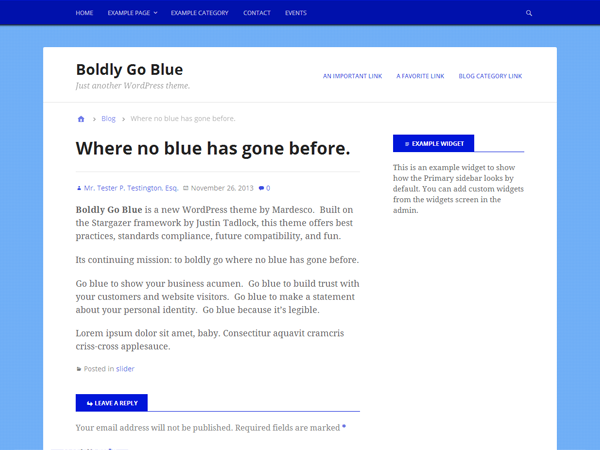 HOME EXAMPLE PAGE EXAMPLE CATEGORY CONTACT EVENTS
Boldly Go Blue
Just another WordPress theme.
AN IMPORTANT LINK A FAVORITE LINK BLOG CATEGORY LINK
Blog Where no blue has gone before.
Where no blue has gone before.
Mr. Tester P. Testington, Esq. November 26, 2013 0
Boldly Go Blue is a new WordPress theme by Mardesco. Built on
the Stargazer framework by Justin Tadlock, this theme offers best
practices, standards compliance, future compatibility, and fun.
Its continuing mission: to boldly go where no blue has gone before.
Go blue to show your business acumen. Go blue to build trust with
your customers and website visitors. Go blue to make a statement
about your personal identity. Go blue because it's legible.
Lorem ipsum dolor sit amet, baby. Consectitur aquavit cramcris
criss-cross applesauce.
Posted in slider
LEAVE A REPLY
Your email address will not be published. Required fields are marked *
EXAMPLE WIDGET
This is an example widget to show
how the Primary sidebar looks by
default. You can add custom widgets
from the widgets screen in the
admin.